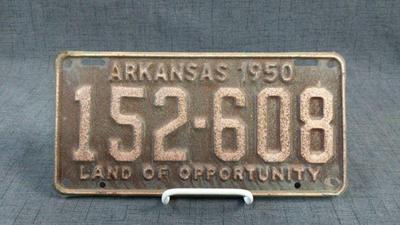 ARKANSAS 1950
152-608
LAND OF OPPORTUNITY